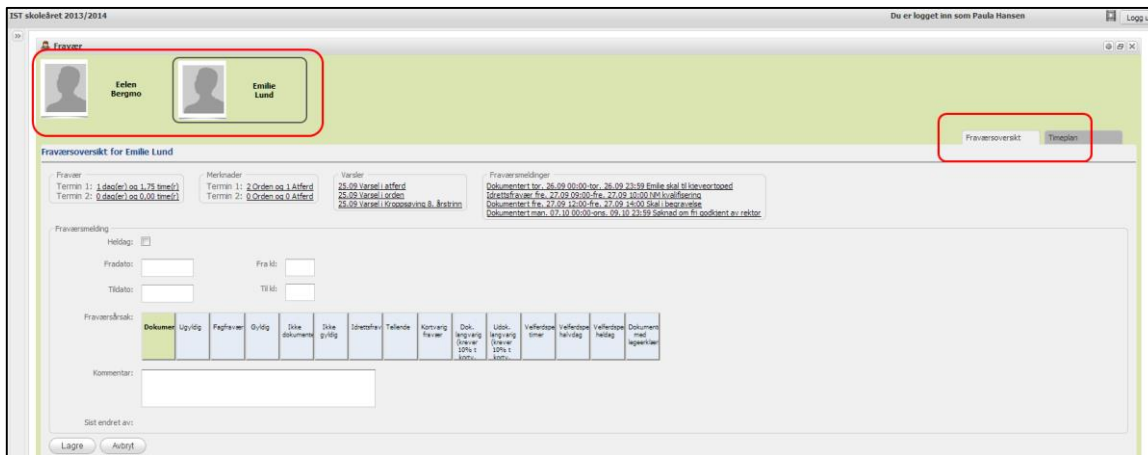 IST skoleåret 2013/2014
Du er logget inn som Paula Hansen
Logg u
Fravær
Eelen
Bergmo
Emilie
Lund
Fraværsoversikt
Timeplan
Fraværsoversikt for Emilie Lund
Fravær
Termin 1: 1 dag(er) og 1,75 time(r)
Termin 2: 0 dag(er) og 0,00 time(r)
Merknader
Termin 1: 2 Orden og 1 Atferd
Termin 2: 0 Orden og 0 Atferd
Varsler
25.09 Varsel i atferd
25.09 Varsel i orden
25.09 Varsel i Kroppsøving 8. årstrinn
Fraværsmeldinger
Dokumentert tor. 26.09 00:00-tor. 26.09 23:59 Emilie skal til kjeveortoped
Idrettsfravær fre. 27.09 09:00-fre. 27.09 10:00 NM kvalifisering
Dokumentert fre. 27.09 12:00-fre. 27.09 14:00 Skal i begravelse
Dokumentert man. 07.10 00:00-ons. 09.10 23:59 Søknad om fri godkjent av rektor
Fraværsmelding
Heldag:
Fradato:
Fra kl:
Tildato:
Til kl:
Fraværsårsak:
Dokumer
Ugyldig
Fagfravær
Gyldig
Ikke
dokumente
Ikke
gyldig
Idrettsfrav
Tellende
Kortvarig
fravær
Dok.
langvarig
(krever
10% t
kortv.
Udok.
langvarig
(krever
10% t
kortv.
Velferdspe
timer
Velferdspe
halvdag
Velferdspe
heldag
Dokument
med
legeerklær
Kommentar:
Sist endret av:
Lagre
Avbryt